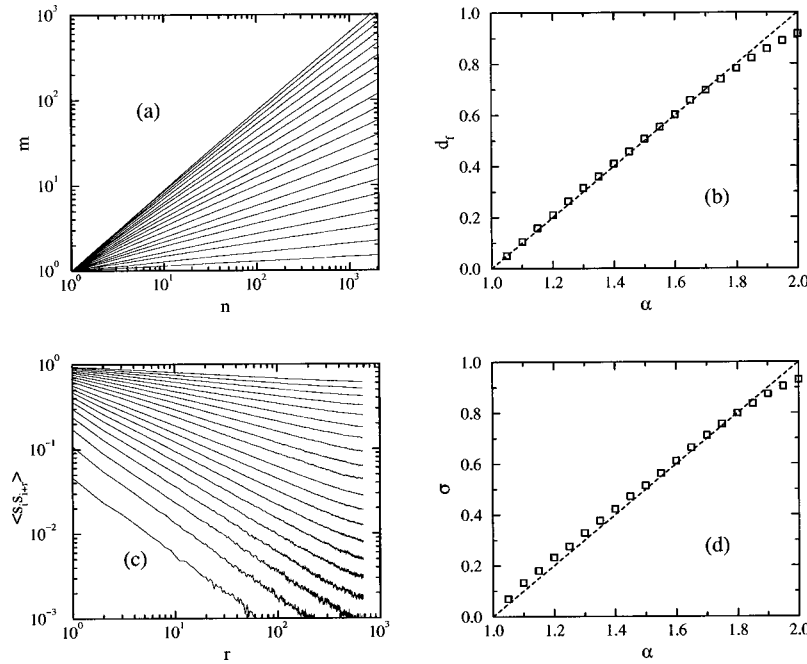 10³
10²
10¹
10⁰
m
(a)
10⁰ 10¹ 10² 10³
n
1.0
0.8
0.6
0.4
0.2
0.0
d_f
(b)
1.0 1.2 1.4 1.6 1.8 2.0
α
10⁰
10⁻¹
10⁻²
10⁻³
<s_i s_{i+r}>
(c)
10⁰ 10¹ 10² 10³
r
1.0
0.8
0.6
0.4
0.2
0.0
σ
(d)
1.0 1.2 1.4 1.6 1.8 2.0
α